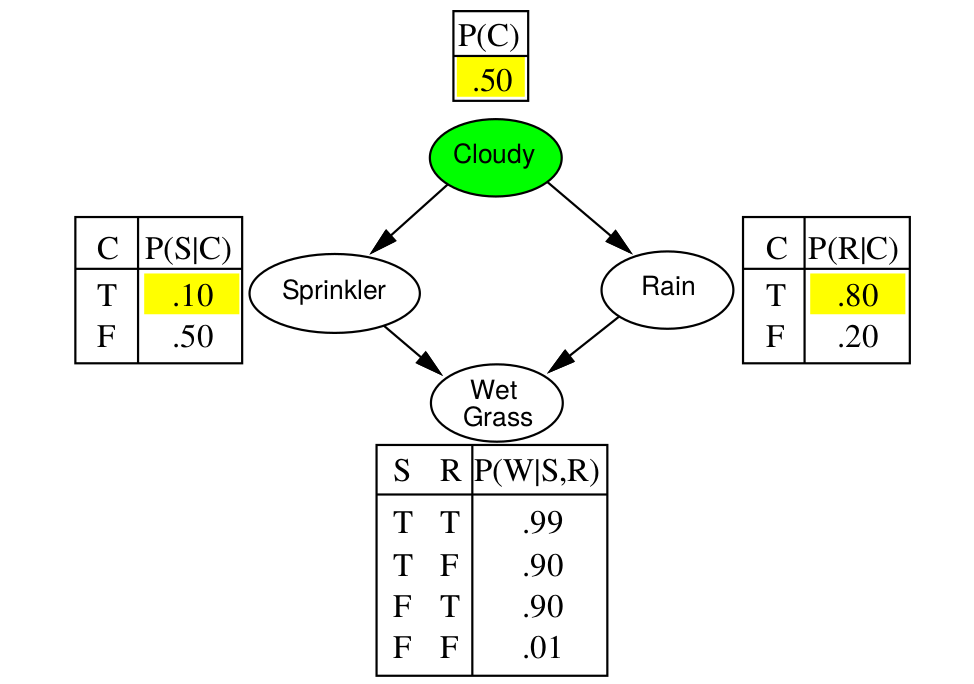 P(C)
.50
Cloudy
C P(S|C)
T .10
F .50
Sprinkler
Rain
C P(R|C)
T .80
F .20
Wet
Grass
S R P(W|S,R)
T T .99
T F .90
F T .90
F F .01